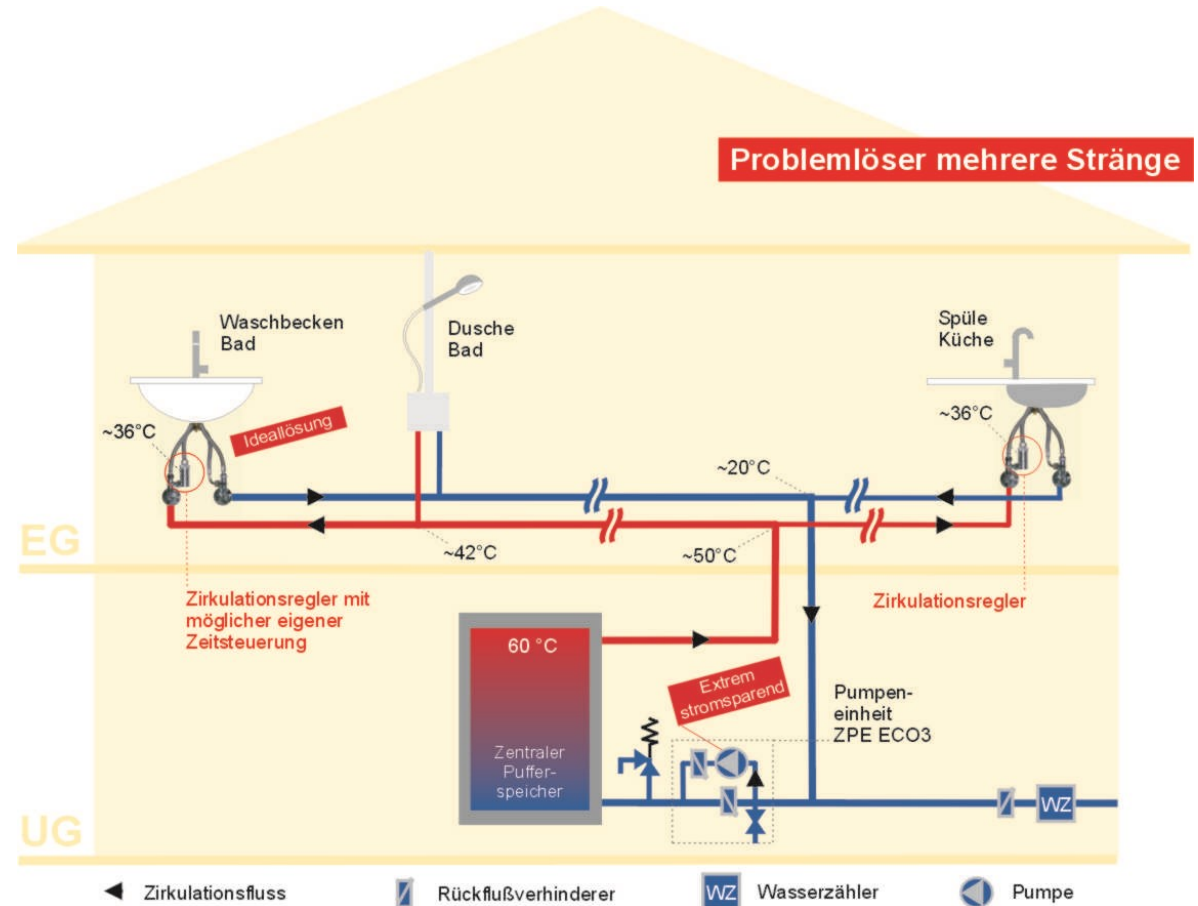 Problemlöser mehrere Stränge
Waschbecken
Bad
Dusche
Bad
Spüle
Küche
~36°C
Ideallösung
~36°C
~20°C
EG
~42°C
~50°C
Zirkulationsregler mit
möglicher eigener
Zeitsteuerung
Zirkulationsregler
60 °C
Extrem
stromsparend
Pumpen-
einheit
ZPE ECO3
Zentraler
Puffer-
speicher
WZ
UG
Zirkulationsfluss
Rückflußverhinderer
WZ Wasserzähler
Pumpe